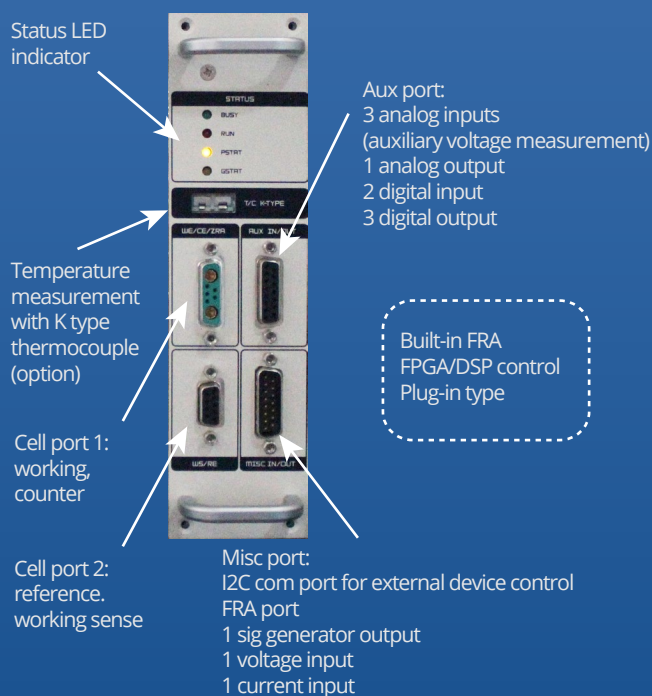 Status LED
indicator
Aux port:
3 analog inputs
(auxiliary voltage measurement)
1 analog output
2 digital input
3 digital output
STATUS
BUSY
RUN
PSTAT
GSTAT
T/C K-TYPE
WE/CE/ZRA
AUX IN/OUT
Temperature
measurement
with K type
thermocouple
(option)
Built-in FRA
FPGA/DSP control
Plug-in type
Cell port 1:
working,
counter
WS/RE
MISC IN/OUT
Cell port 2:
reference.
working sense
Misc port:
I2C com port for external device control
FRA port
1 sig generator output
1 voltage input
1 current input